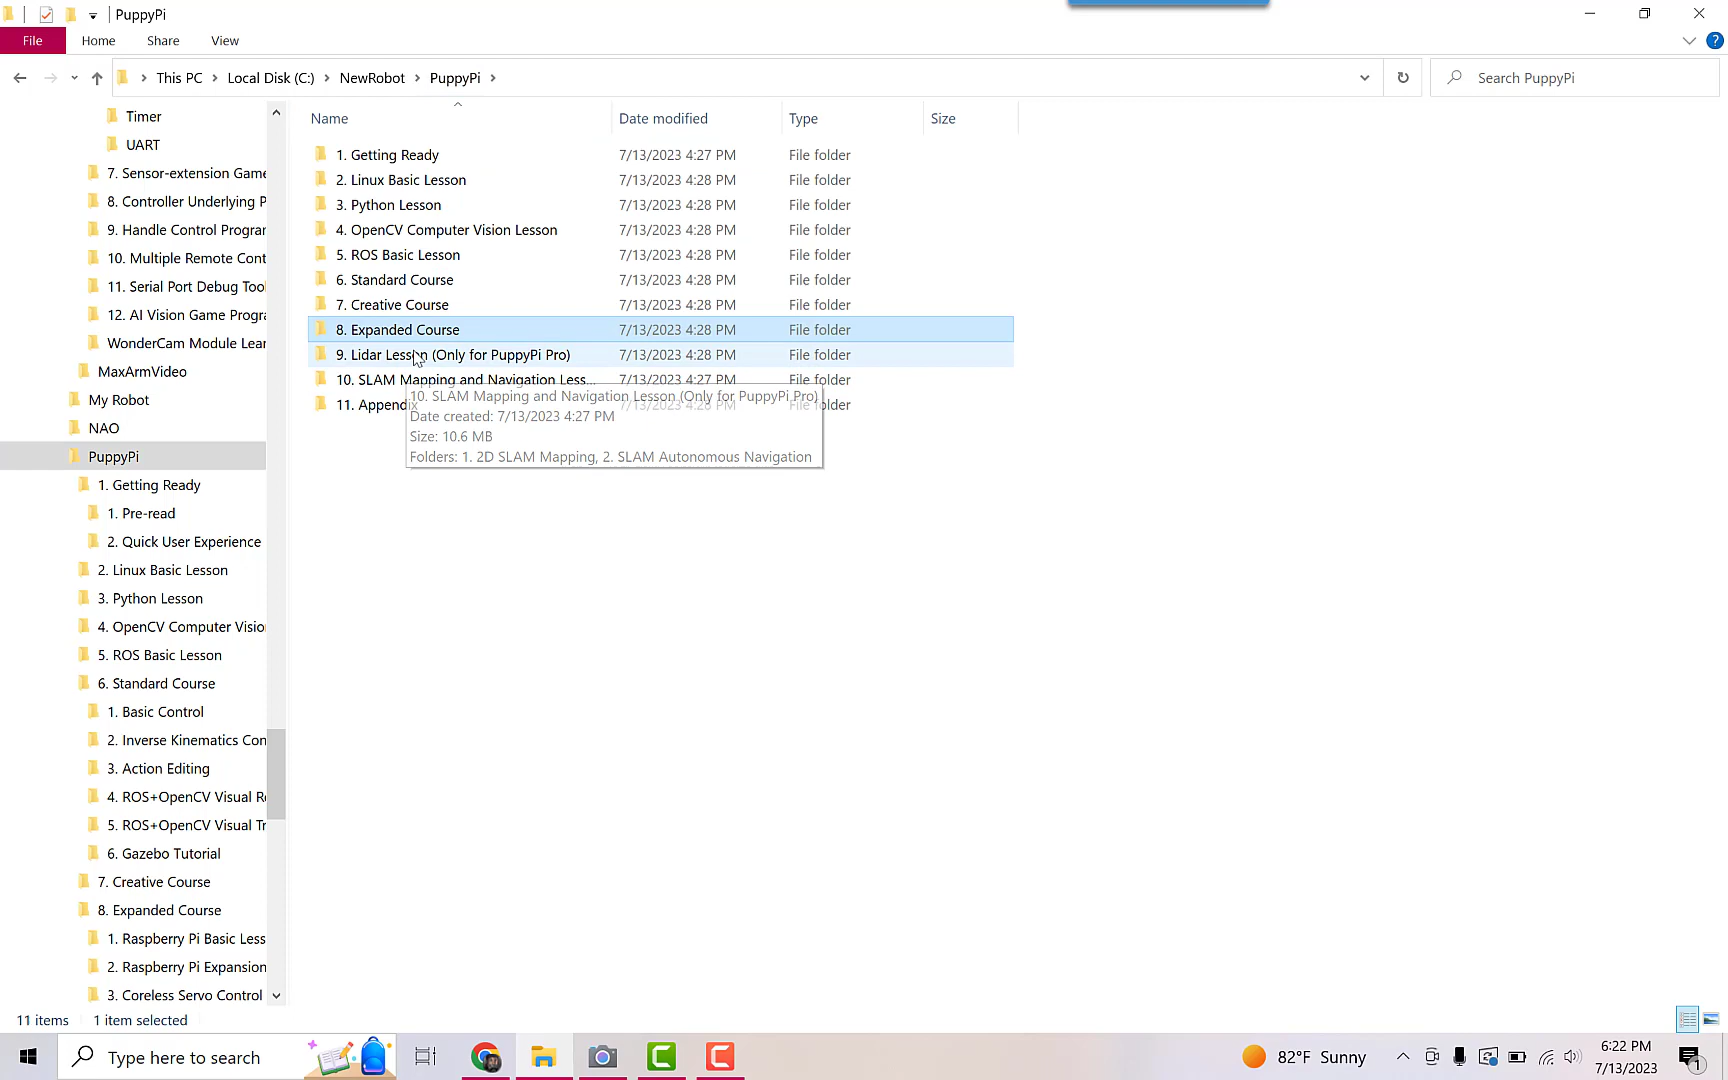 PuppyPi
File Home Share View
This PC Local Disk (C:) NewRobot PuppyPi
Search PuppyPi
Name Date modified Type Size
1. Getting Ready 7/13/2023 4:27 PM File folder
2. Linux Basic Lesson 7/13/2023 4:28 PM File folder
3. Python Lesson 7/13/2023 4:28 PM File folder
4. OpenCV Computer Vision Lesson 7/13/2023 4:28 PM File folder
5. ROS Basic Lesson 7/13/2023 4:28 PM File folder
6. Standard Course 7/13/2023 4:28 PM File folder
7. Creative Course 7/13/2023 4:28 PM File folder
8. Expanded Course 7/13/2023 4:28 PM File folder
9. Lidar Lesson (Only for PuppyPi Pro) 7/13/2023 4:28 PM File folder
10. SLAM Mapping and Navigation Less... 7/13/2023 4:27 PM File folder
11. Appendix 7/13/2023 4:28 PM File folder
10. SLAM Mapping and Navigation Lesson (Only for PuppyPi Pro)
Date created: 7/13/2023 4:27 PM
Size: 10.6 MB
Folders: 1. 2D SLAM Mapping, 2. SLAM Autonomous Navigation
Timer
UART
7. Sensor-extension Game
8. Controller Underlying P
9. Handle Control Prograr
10. Multiple Remote Cont
11. Serial Port Debug Too
12. AI Vision Game Progra
WonderCam Module Lear
MaxArmVideo
My Robot
NAO
PuppyPi
1. Getting Ready
1. Pre-read
2. Quick User Experience
2. Linux Basic Lesson
3. Python Lesson
4. OpenCV Computer Visio
5. ROS Basic Lesson
6. Standard Course
1. Basic Control
2. Inverse Kinematics Con
3. Action Editing
4. ROS+OpenCV Visual Re
5. ROS+OpenCV Visual Tr
6. Gazebo Tutorial
7. Creative Course
8. Expanded Course
1. Raspberry Pi Basic Less
2. Raspberry Pi Expansion
3. Coreless Servo Control
11 items 1 item selected
Type here to search
82°F Sunny
6:22 PM
7/13/2023
1